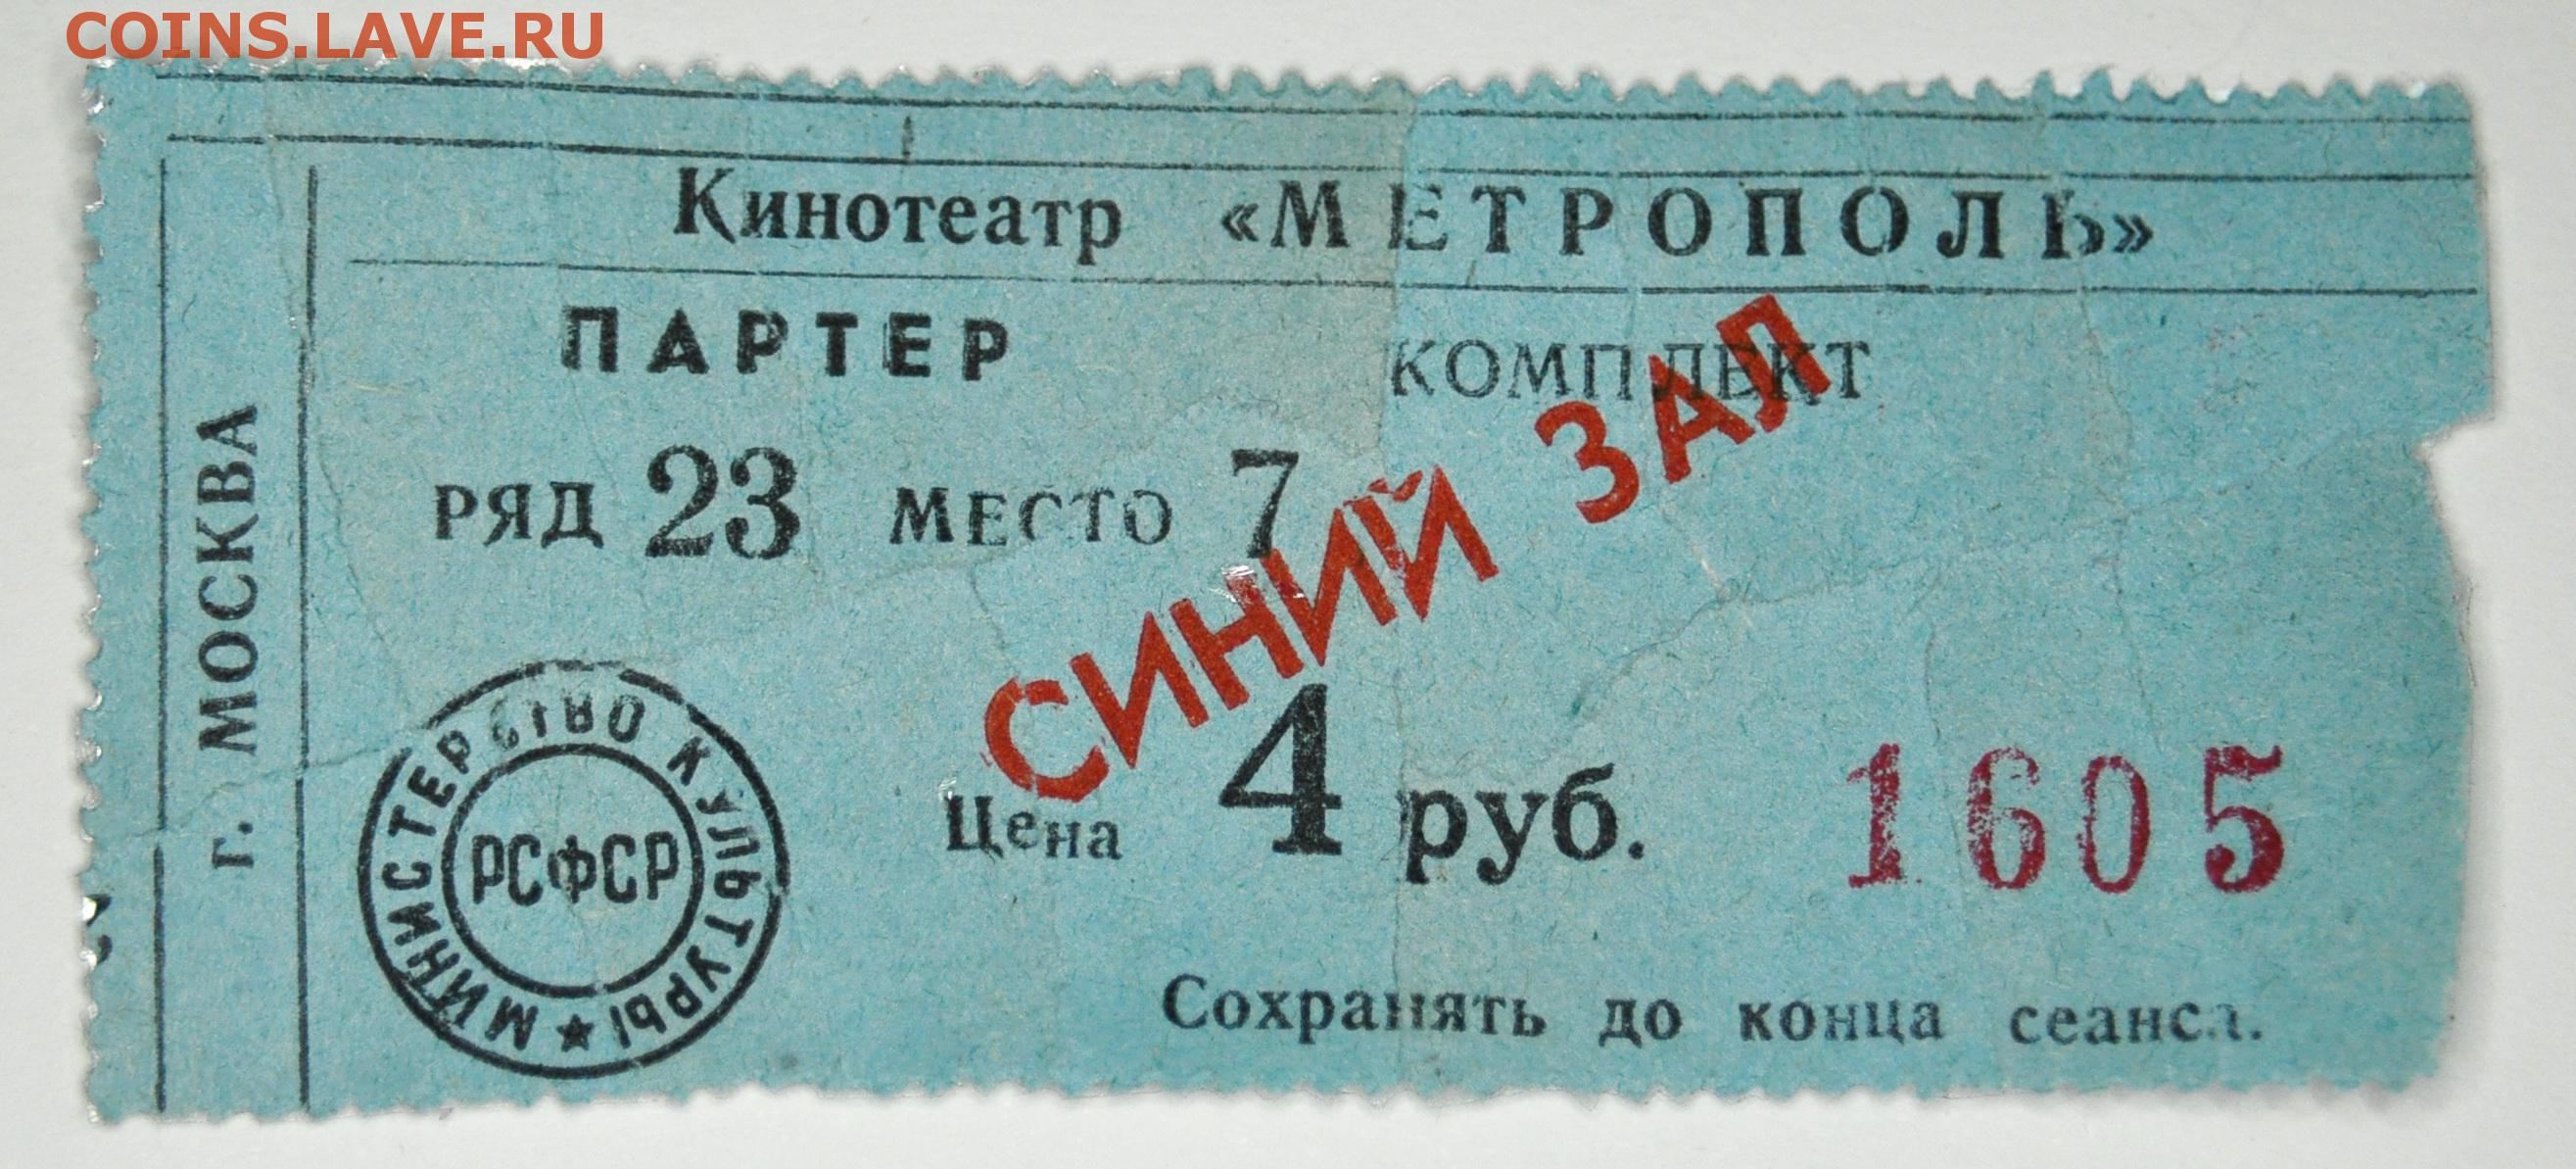 COINS.LAVE.RU
Кинотеатр «МЕТРОПОЛЬ»
ПАРТЕР
КОМПЛЕКТ
РЯД 23 МЕСТО 7
СИНИЙ ЗАЛ
г. МОСКВА
МИНИСТЕРСТВО КУЛЬТУРЫ ★
РСФСР
Цена 4 руб.
1605
Сохранять до конца сеанса.